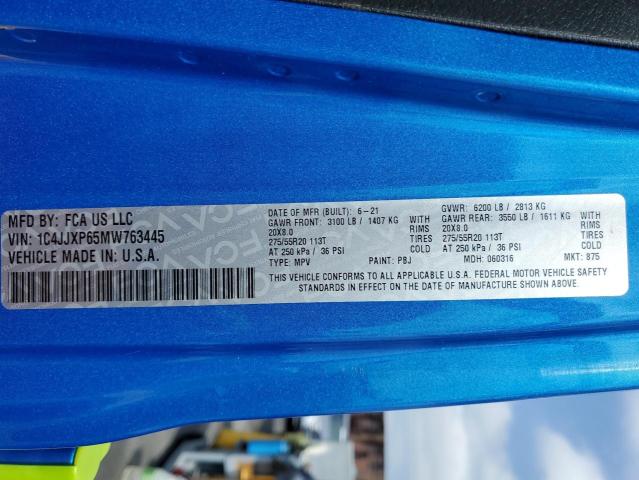 MFD BY: FCA US LLC
VIN: 1C4JJXP65MW763445
VEHICLE MADE IN: U.S.A.
DATE OF MFR (BUILT): 6-21
GAWR FRONT: 3100 LB / 1407 KG
20X8.0 RIMS
275/55R20 113T TIRES
AT 250 kPa / 36 PSI COLD
TYPE: MPV PAINT: PBJ
GVWR: 6200 LB / 2813 KG
GAWR REAR: 3550 LB / 1611 KG
20X8.0 RIMS
275/55R20 113T TIRES
AT 250 kPa / 36 PSI COLD
MDH: 060316 MKT: 875
THIS VEHICLE CONFORMS TO ALL APPLICABLE U.S.A. FEDERAL MOTOR VEHICLE SAFETY
STANDARDS IN EFFECT ON THE DATE OF MANUFACTURE SHOWN ABOVE.